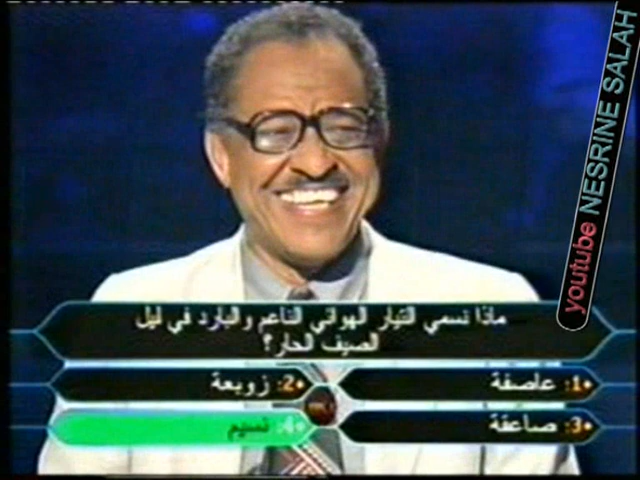 youtube NESRINE SALAH
ماذا نسمي التيار الهوائي الناعم والبارد في ليل
الصيف الحار؟
1: عاصفة
2: زوبعة
3: صاعقة
4: نسيم